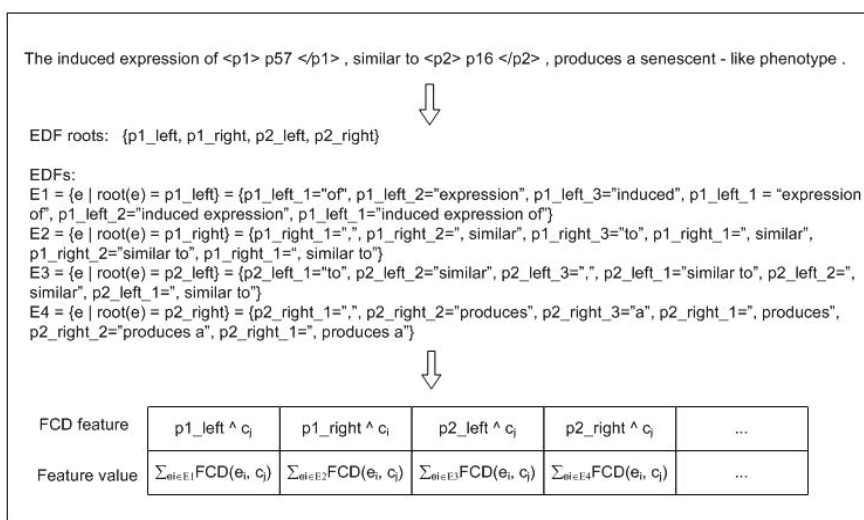 The induced expression of <p1> p57 </p1> , similar to <p2> p16 </p2> , produces a senescent - like phenotype .
EDF roots: {p1_left, p1_right, p2_left, p2_right}
EDFs:
E1 = {e | root(e) = p1_left} = {p1_left_1="of", p1_left_2="expression", p1_left_3="induced", p1_left_1 = "expression
of", p1_left_2="induced expression", p1_left_1="induced expression of"}
E2 = {e | root(e) = p1_right} = {p1_right_1=",", p1_right_2=", similar", p1_right_3="to", p1_right_1=", similar",
p1_right_2="similar to", p1_right_1=", similar to"}
E3 = {e | root(e) = p2_left} = {p2_left_1="to", p2_left_2="similar", p2_left_3=",", p2_left_1="similar to", p2_left_2=",
similar", p2_left_1=", similar to"}
E4 = {e | root(e) = p2_right} = {p2_right_1=",", p2_right_2="produces", p2_right_3="a", p2_right_1=", produces",
p2_right_2="produces a", p2_right_1=", produces a"}
FCD feature p1_left ^ cj p1_right ^ ci p2_left ^ cj p2_right ^ cj ...
Feature value ∑ei∈E1FCD(ei, cj) ∑ei∈E2FCD(ei, cj) ∑ei∈E3FCD(ei, cj) ∑ei∈E4FCD(ei, cj) ...